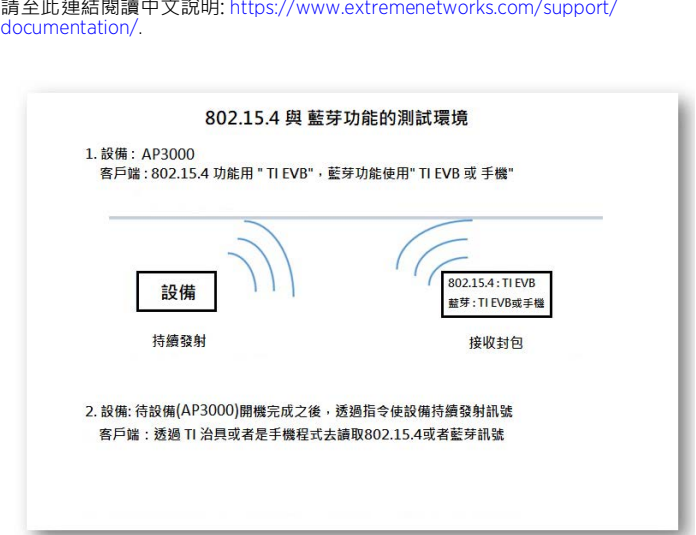 請至此連結閱讀中文說明: https://www.extremenetworks.com/support/
documentation/.
802.15.4 與 藍芽功能的測試環境
1. 設備 : AP3000
客戶端 : 802.15.4 功能用 " TI EVB"，藍芽功能使用" TI EVB 或 手機"
設備
802.15.4 : TI EVB
藍芽 : TI EVB或手機
持續發射
接收封包
2. 設備: 待設備(AP3000)開機完成之後，透過指令使設備持續發射訊號
客戶端：透過 TI 治具或者是手機程式去讀取802.15.4或者藍芽訊號